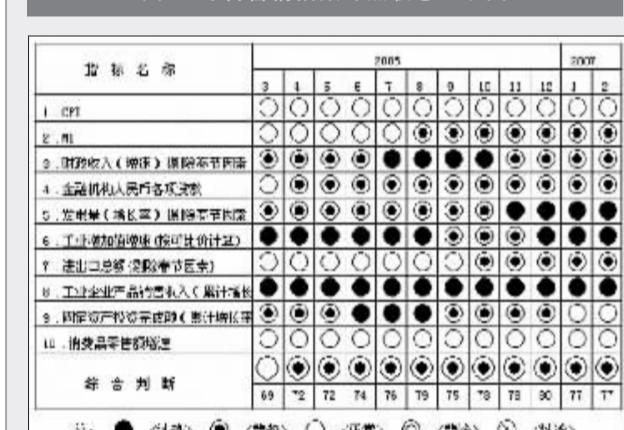 指 标 名 称 2005 2007
3 4 5 6 7 8 9 10 11 12 1 2
1 . CPI
2 . M1
3 . 财政收入(增速)剔除春节因素
4 . 金融机构人民币各项贷款
5 . 发电量(增长率)剔除春节因素
6 . 工业增加值增速(按可比价计算)
7 进出口总额(剔除春节因素)
8 . 工业企业产品销售收入(累计增长
9 . 固定资产投资完成额(累计增长率
10 . 消费品零售额增速
综 合 判 断
69 72 72 74 76 79 75 78 78 80 77 77